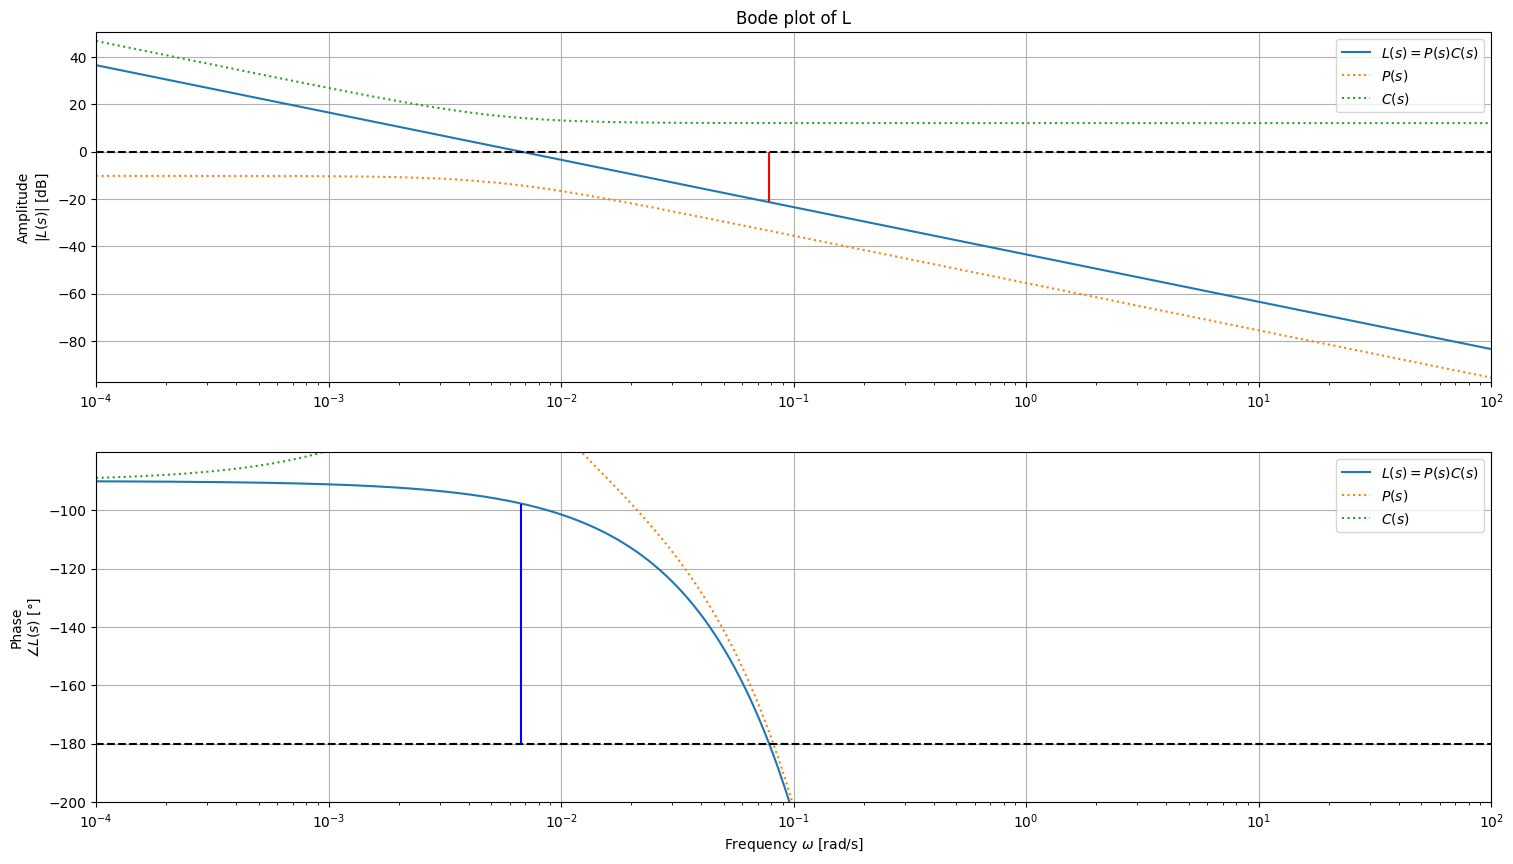 Bode plot of L
Amplitude
|L(s)| [dB]
40
20
0
−20
−40
−60
−80
L(s) = P(s)C(s)
P(s)
C(s)
10⁻⁴
10⁻³
10⁻²
10⁻¹
10⁰
10¹
10²
Phase
∠L(s) [°]
−100
−120
−140
−160
−180
−200
L(s) = P(s)C(s)
P(s)
C(s)
10⁻⁴
10⁻³
10⁻²
10⁻¹
10⁰
10¹
10²
Frequency ω [rad/s]